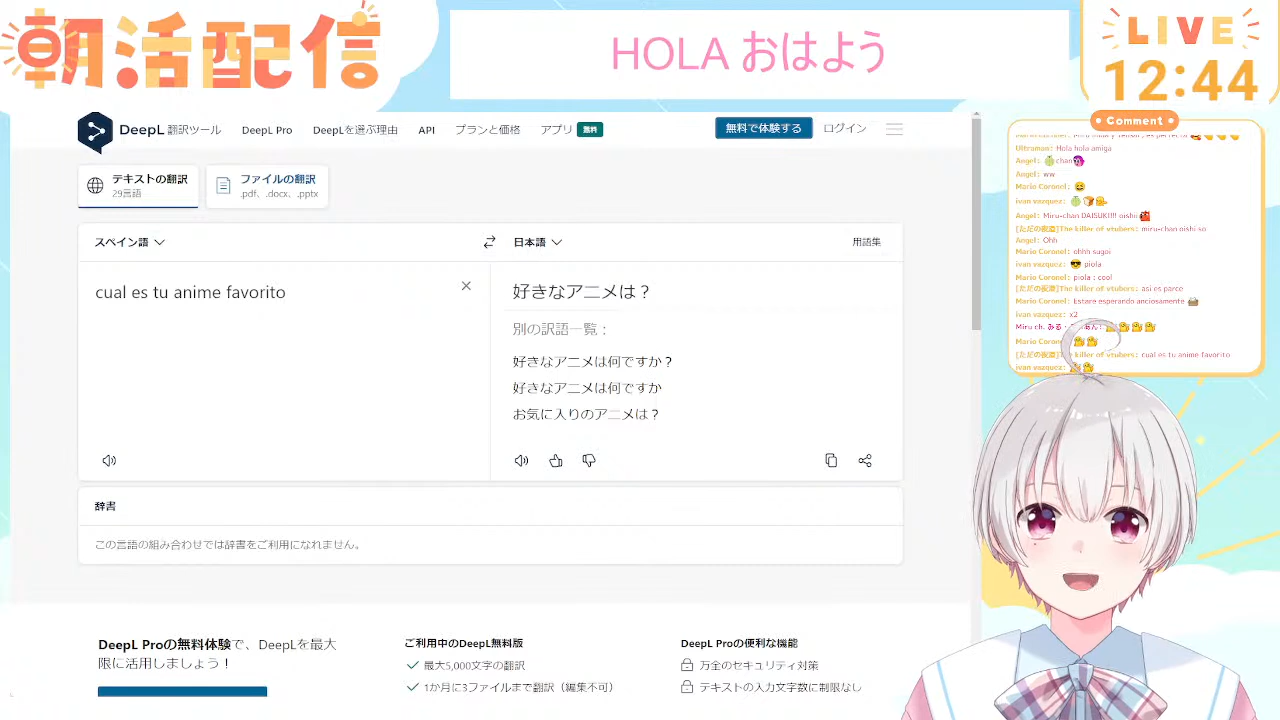 朝活配信
HOLA おはよう
LIVE
12:44
DeepL 翻訳ツール
DeepL Pro
DeepLを選ぶ理由
API
プランと価格
アプリ
無料
無料で体験する
ログイン
テキストの翻訳
29言語
ファイルの翻訳
.pdf、.docx、.pptx
スペイン語
日本語
用語集
cual es tu anime favorito
好きなアニメは？
別の訳語一覧：
好きなアニメは何ですか？
好きなアニメは何ですか
お気に入りのアニメは？
辞書
この言語の組み合わせでは辞書をご利用になれません。
DeepL Proの無料体験で、DeepLを最大
限に活用しましょう！
ご利用中のDeepL無料版
最大5,000文字の翻訳
1か月に3ファイルまで翻訳（編集不可）
DeepL Proの便利な機能
万全のセキュリティ対策
テキストの入力文字数に制限なし
Comment
Ultraman: Hola hola amiga
Angel: chan
Angel: ww
Mario Coronel:
ivan vazquez:
Angel: Miru-chan DAISUKI!!! oishi
[ただの夜澄]The killer of vtubers: miru-chan oishi so
Angel: Ohh
Mario Coronel: ohhh sugoi
ivan vazquez: piola
Mario Coronel: piola : cool
The killer of vtubers: asi es parce
Mario Coronel: Estare esperando anciosamente
ivan vazquez: x2
Miru ch. みる
Mario Coron
The killer of vtubers: cual es tu anime favorito
ivan vazquez: